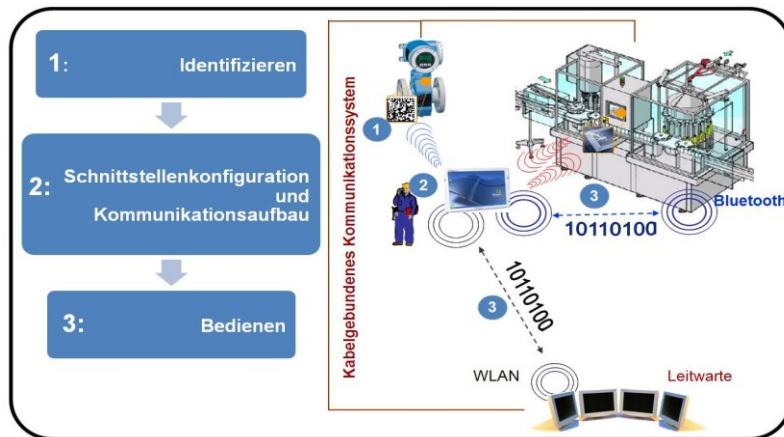 1: Identifizieren
2: Schnittstellenkonfiguration
und
Kommunikationsaufbau
3: Bedienen
Kabelgebundenes Kommunikationssystem
1
2
3
Bluetooth
10110100
10110100
3
WLAN
Leitwarte